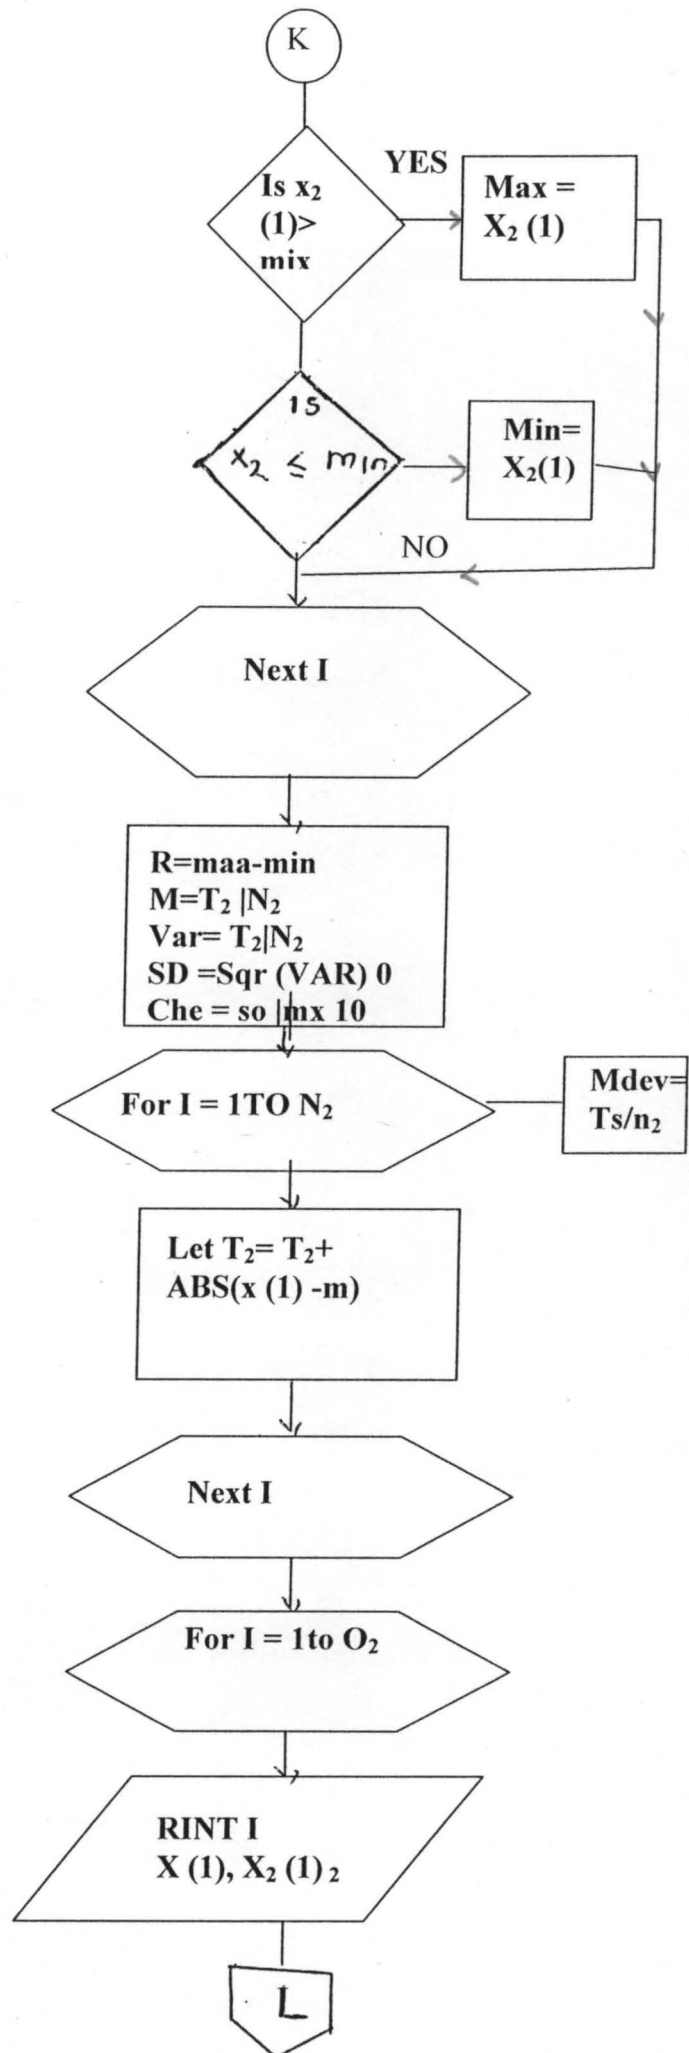 K
Is x₂
(1)>
mix
YES
Max =
X₂ (1)
IS
x₂ ≤ min
Min=
X₂(1)
NO
Next I
R=maa-min
M=T₂ |N₂
Var= T₂|N₂
SD =Sqr (VAR) 0
Che = so |mx 10
For I = 1TO N₂
Mdev=
Ts/n₂
Let T₂= T₂+
ABS(x (1) -m)
Next I
For I = 1to O₂
RINT I
X (1), X₂ (1) ₂
L